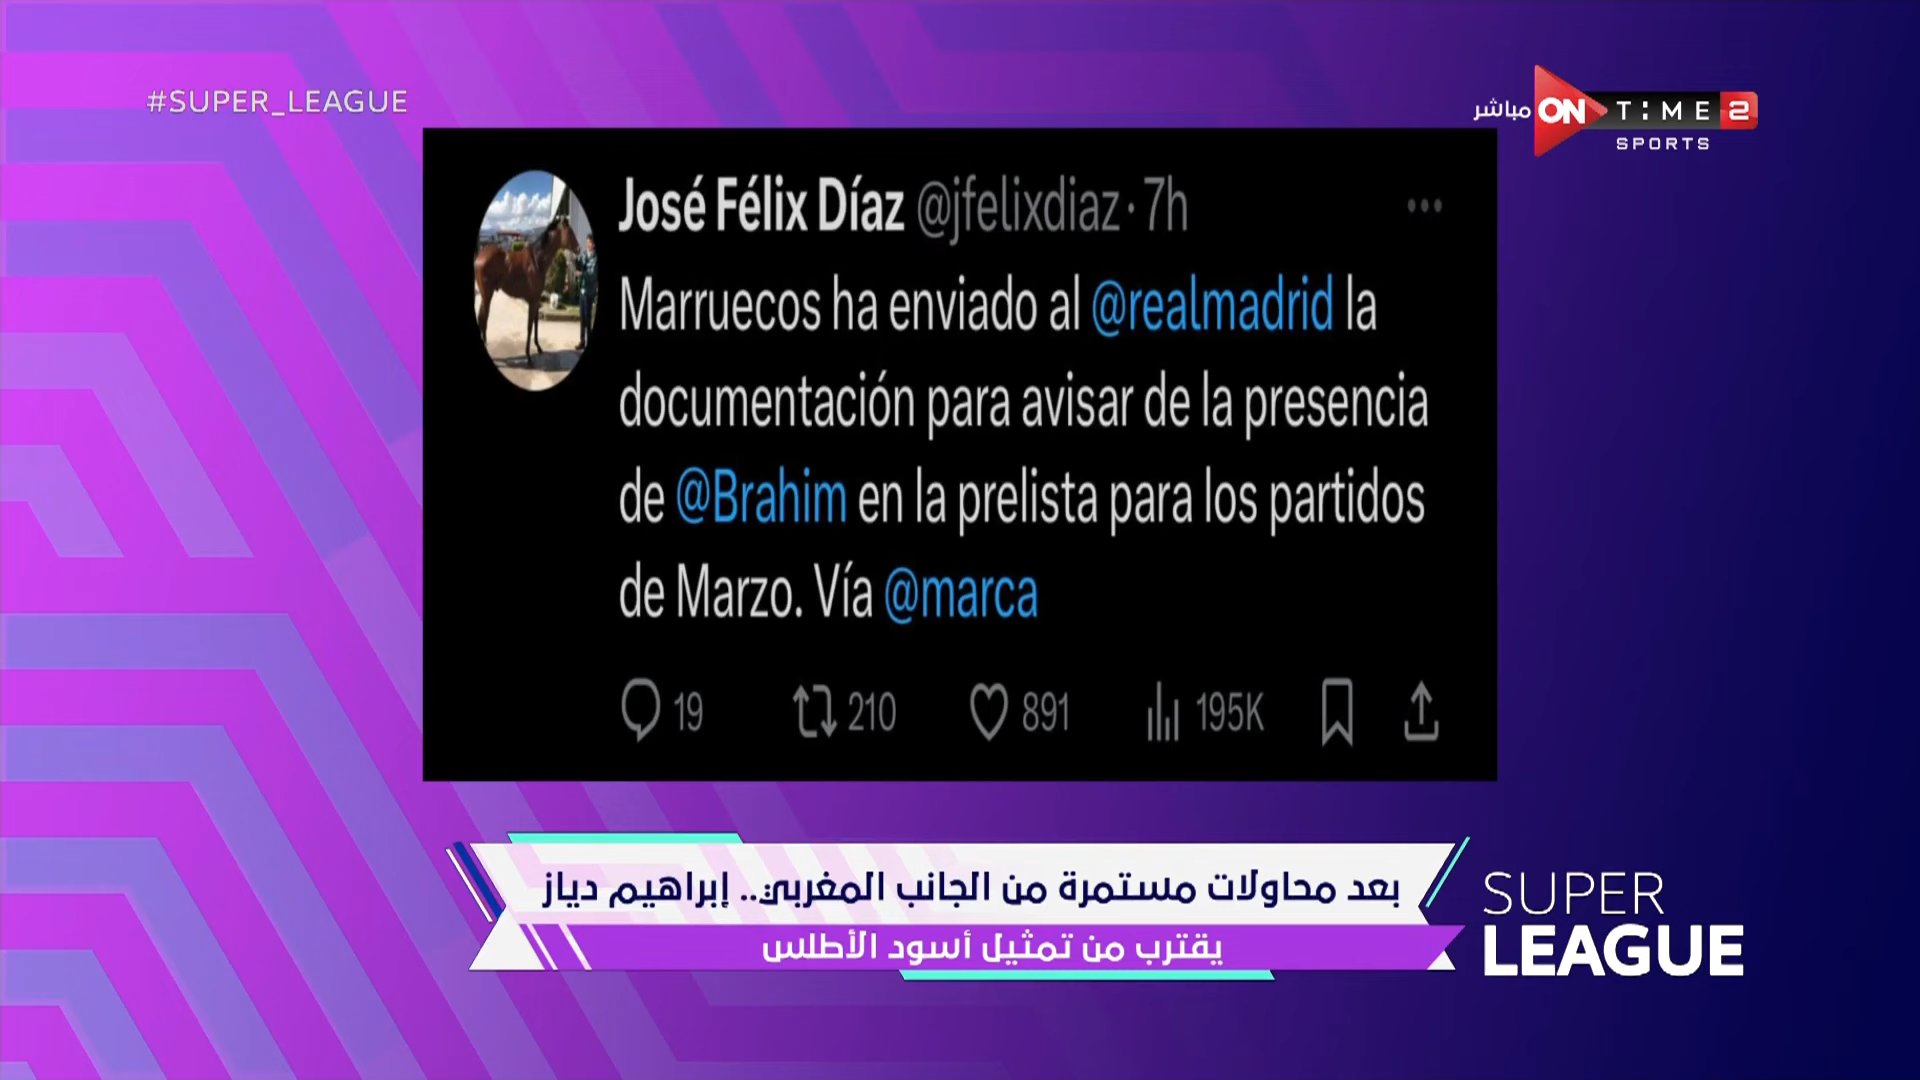 #SUPER_LEAGUE
مباشر ON TIME 2
SPORTS
José Félix Díaz @jfelixdiaz · 7h
Marruecos ha enviado al @realmadrid la
documentación para avisar de la presencia
de @Brahim en la prelista para los partidos
de Marzo. Vía @marca
19 210 891 195K
بعد محاولات مستمرة من الجانب المغربي.. إبراهيم دياز
يقترب من تمثيل أسود الأطلس
SUPER
LEAGUE